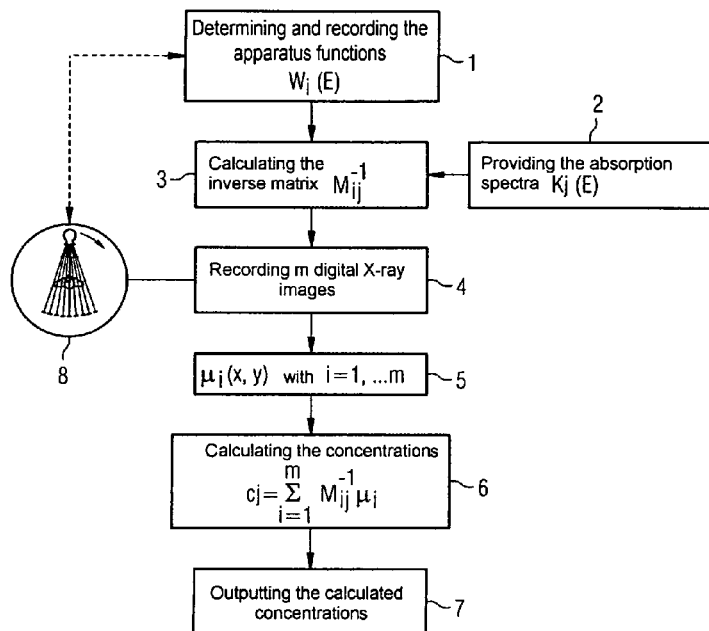 Determining and recording the
apparatus functions
W_i (E)
1
2
Calculating the
inverse matrix M_ij^-1
3
Providing the absorption
spectra K_j (E)
Recording m digital X-ray
images
4
8
μ_i (x, y) with i=1, ...m
5
Calculating the concentrations
cj= Σ_{i=1}^{m} M_ij^-1 μ_i
6
Outputting the calculated
concentrations
7